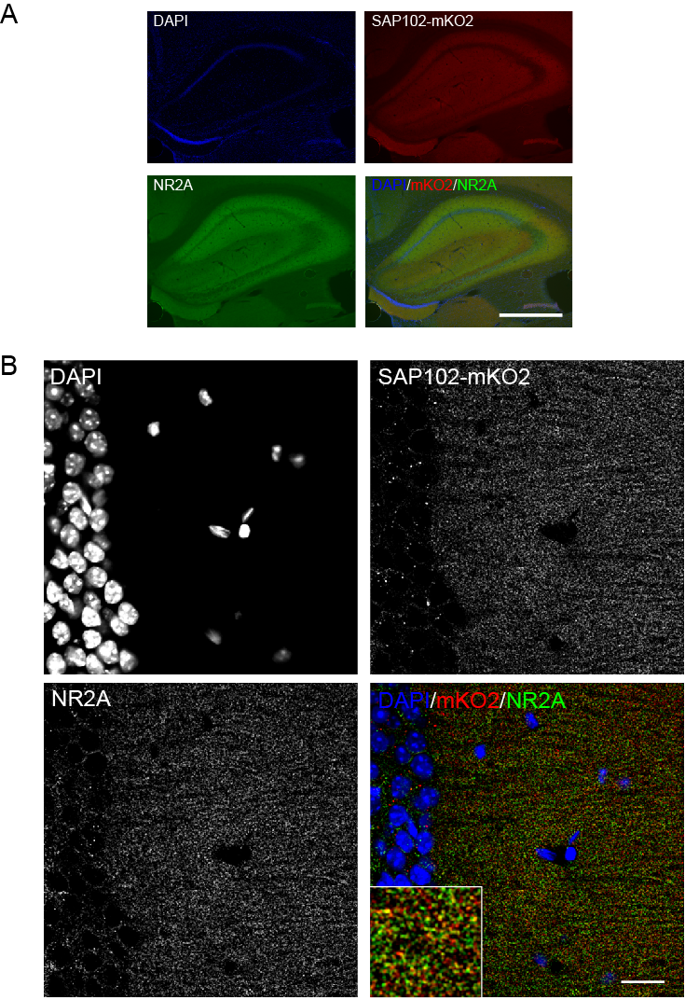 A
DAPI
SAP102-mKO2
NR2A
DAPI/mKO2/NR2A
B
DAPI
SAP102-mKO2
NR2A
DAPI/mKO2/NR2A